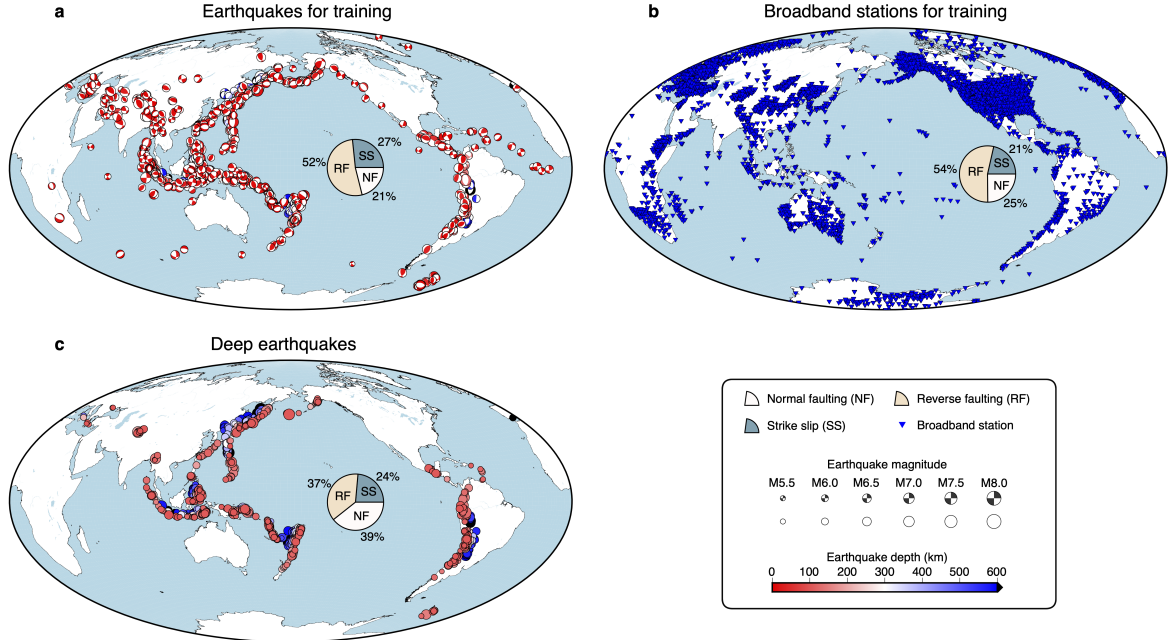 a
Earthquakes for training
52%
RF
SS
27%
NF
21%
b
Broadband stations for training
54%
RF
SS
21%
NF
25%
c
Deep earthquakes
37%
RF
SS
24%
NF
39%
Normal faulting (NF)
Reverse faulting (RF)
Strike slip (SS)
Broadband station
Earthquake magnitude
M5.5 M6.0 M6.5 M7.0 M7.5 M8.0
Earthquake depth (km)
0 100 200 300 400 500 600